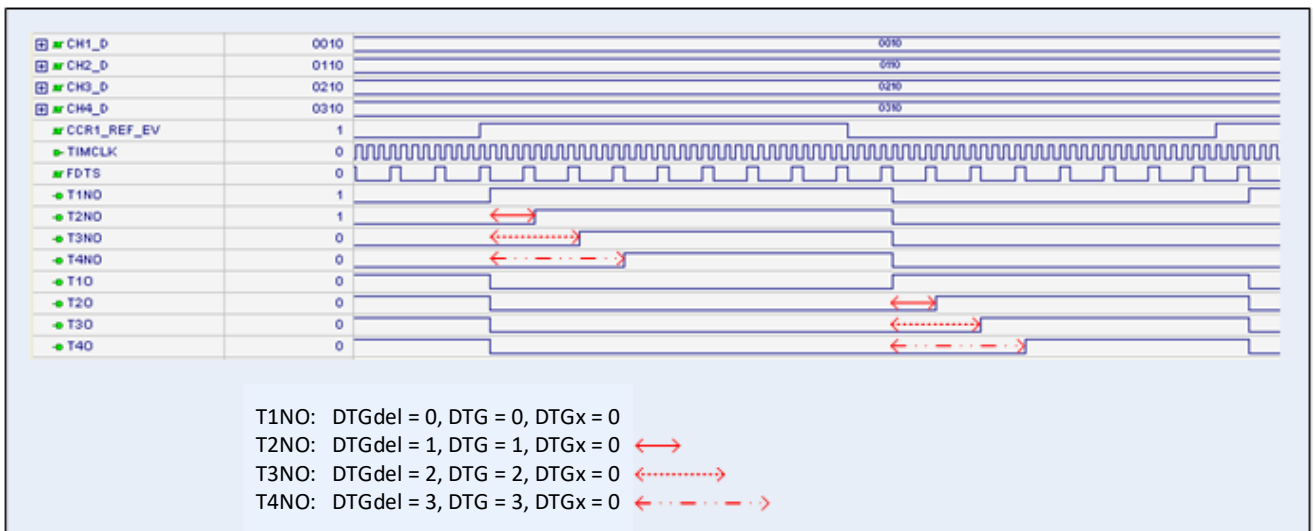 CH1_D 0010 0010
CH2_D 0110 0110
CH3_D 0210 0210
CH4_D 0310 0310
CCR1_REF_EV 1
TIMCLK 0
FDTS 0
T1NO 1
T2NO 1
T3NO 0
T4NO 0
T1O 0
T2O 0
T3O 0
T4O 0
T1NO: DTGdel = 0, DTG = 0, DTGx = 0
T2NO: DTGdel = 1, DTG = 1, DTGx = 0
T3NO: DTGdel = 2, DTG = 2, DTGx = 0
T4NO: DTGdel = 3, DTG = 3, DTGx = 0